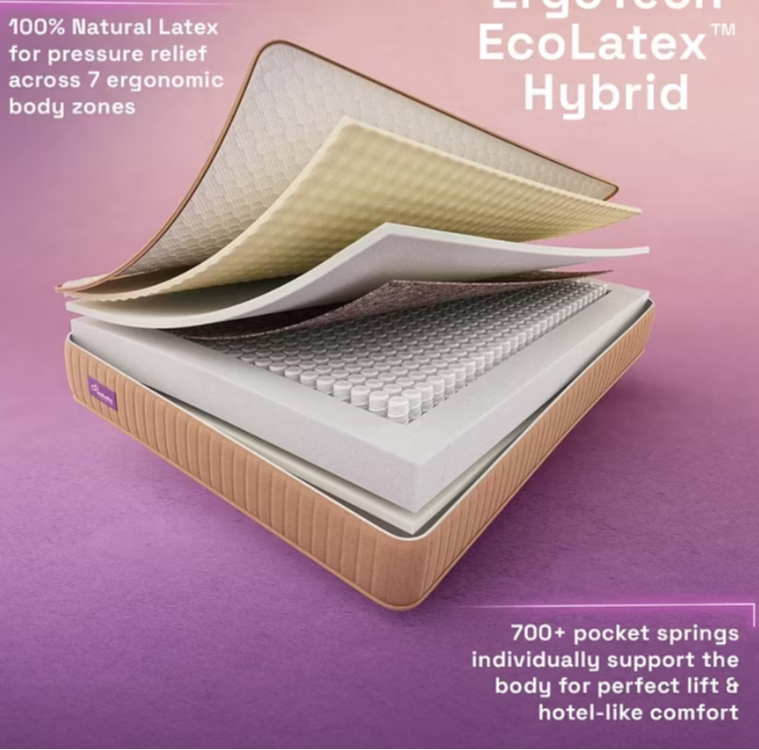 100% Natural Latex
for pressure relief
across 7 ergonomic
body zones
ErgoTech
EcoLatex™
Hybrid
700+ pocket springs
individually support the
body for perfect lift &
hotel-like comfort